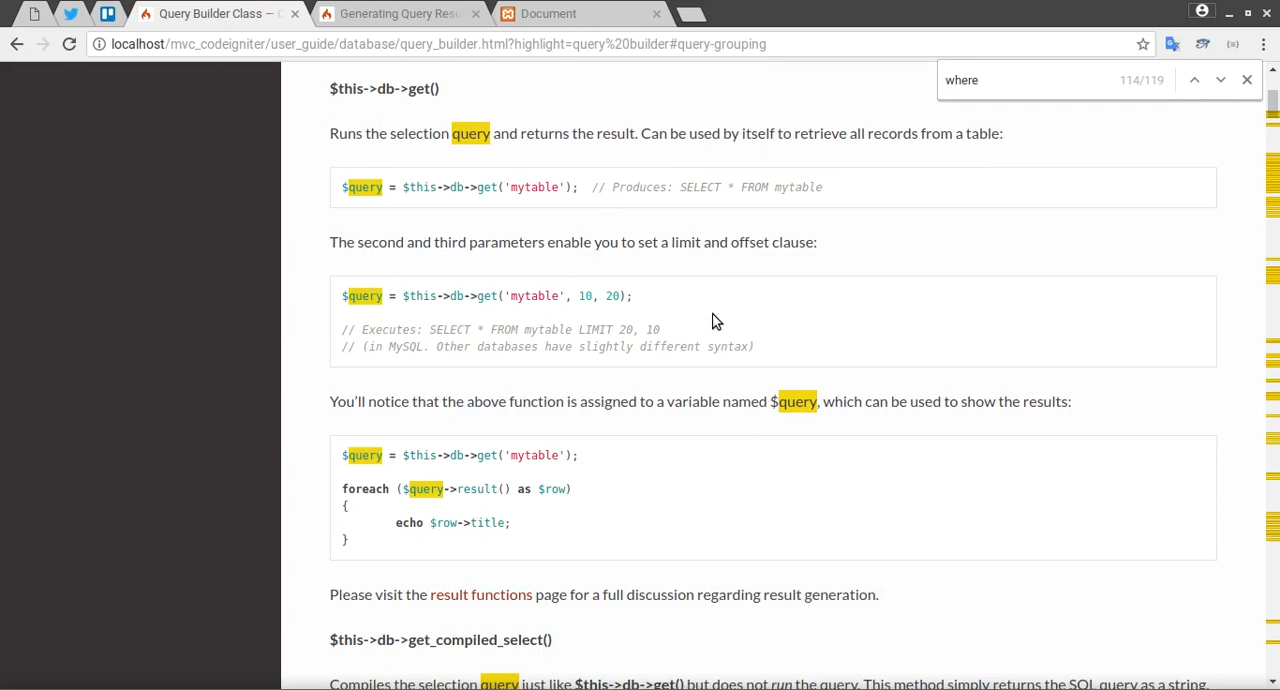 Query Builder Class — C
Generating Query Resu
Document
localhost/mvc_codeigniter/user_guide/database/query_builder.html?highlight=query%20builder#query-grouping
where 114/119
$this->db->get()
Runs the selection query and returns the result. Can be used by itself to retrieve all records from a table:
$query = $this->db->get('mytable');  // Produces: SELECT * FROM mytable
The second and third parameters enable you to set a limit and offset clause:
$query = $this->db->get('mytable', 10, 20);
// Executes: SELECT * FROM mytable LIMIT 20, 10
// (in MySQL. Other databases have slightly different syntax)
You’ll notice that the above function is assigned to a variable named $query, which can be used to show the results:
$query = $this->db->get('mytable');
foreach ($query->result() as $row)
{
echo $row->title;
}
Please visit the result functions page for a full discussion regarding result generation.
$this->db->get_compiled_select()
Compiles the selection query just like $this->db->get() but does not run the query. This method simply returns the SQL query as a string.